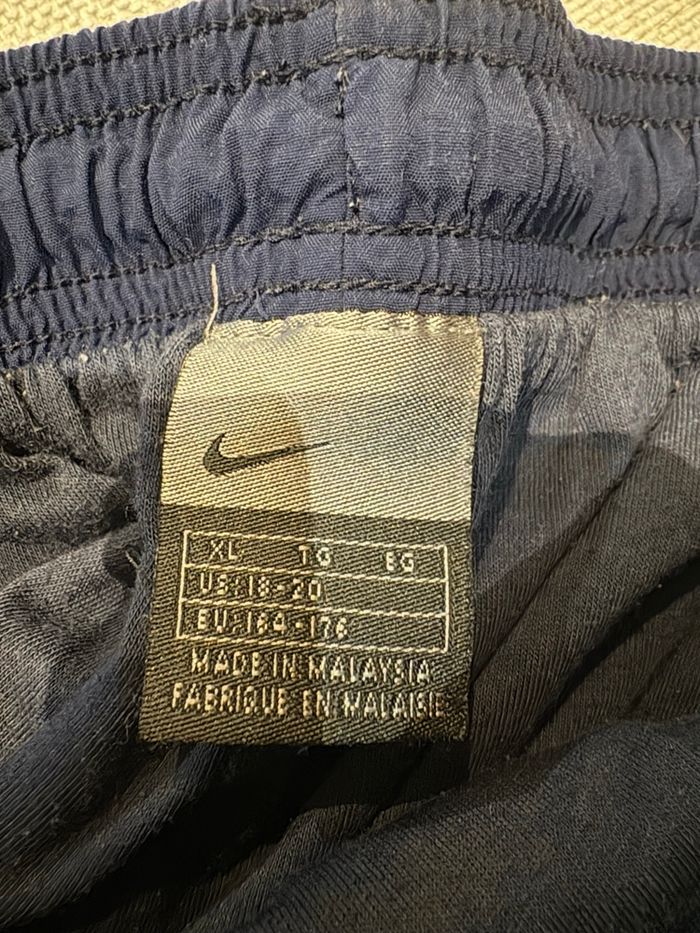 XL TG EG
US:18-20
EU:164-176
MADE IN MALAYSIA
FABRIQUE EN MALAISIE